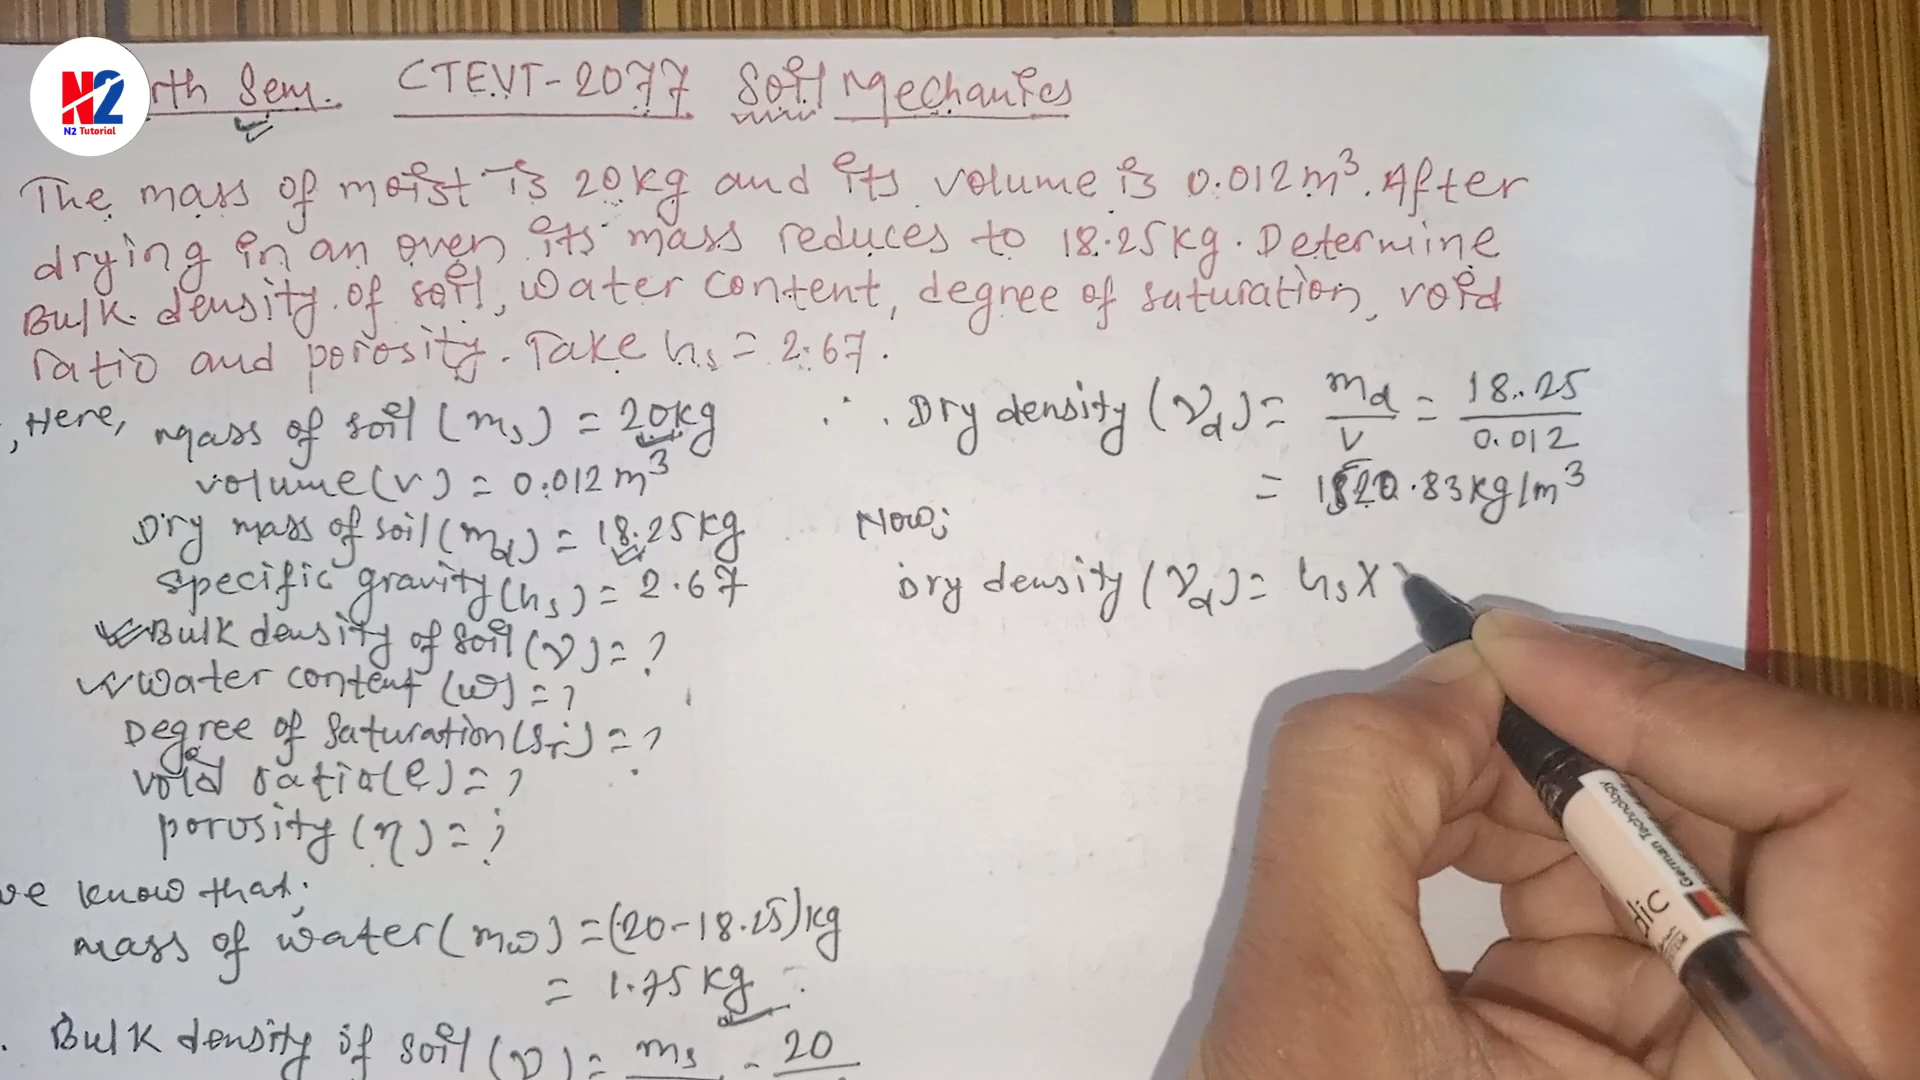 N2
N2 Tutorial
rth Sem. CTEVT-2077 Soil Mechanics
The mass of moist is 20kg and its volume is 0.012m³. After
drying in an oven its mass reduces to 18.25kg. Determine
Bulk density of soil, water content, degree of saturation, void
ratio and porosity. Take Gs = 2.67.
, Here, mass of soil (ms) = 20kg
volume (v) = 0.012 m³
Dry mass of soil (md) = 18.25kg
specific gravity (Gs) = 2.67
Bulk density of soil (γ) = ?
Water content (w) = ?
Degree of saturation (Sr) = ?
void ratio (e) = ?
porosity (η) = ?
we know that;
mass of water (mw) = (20-18.25)kg
= 1.75 kg
. Bulk density of soil (γ) = ms = 20
∴ Dry density (γd) = md/v = 18.25/0.012
= 1520.83 kg/m³
Now;
Dry density (γd) = Gs x
German Technology